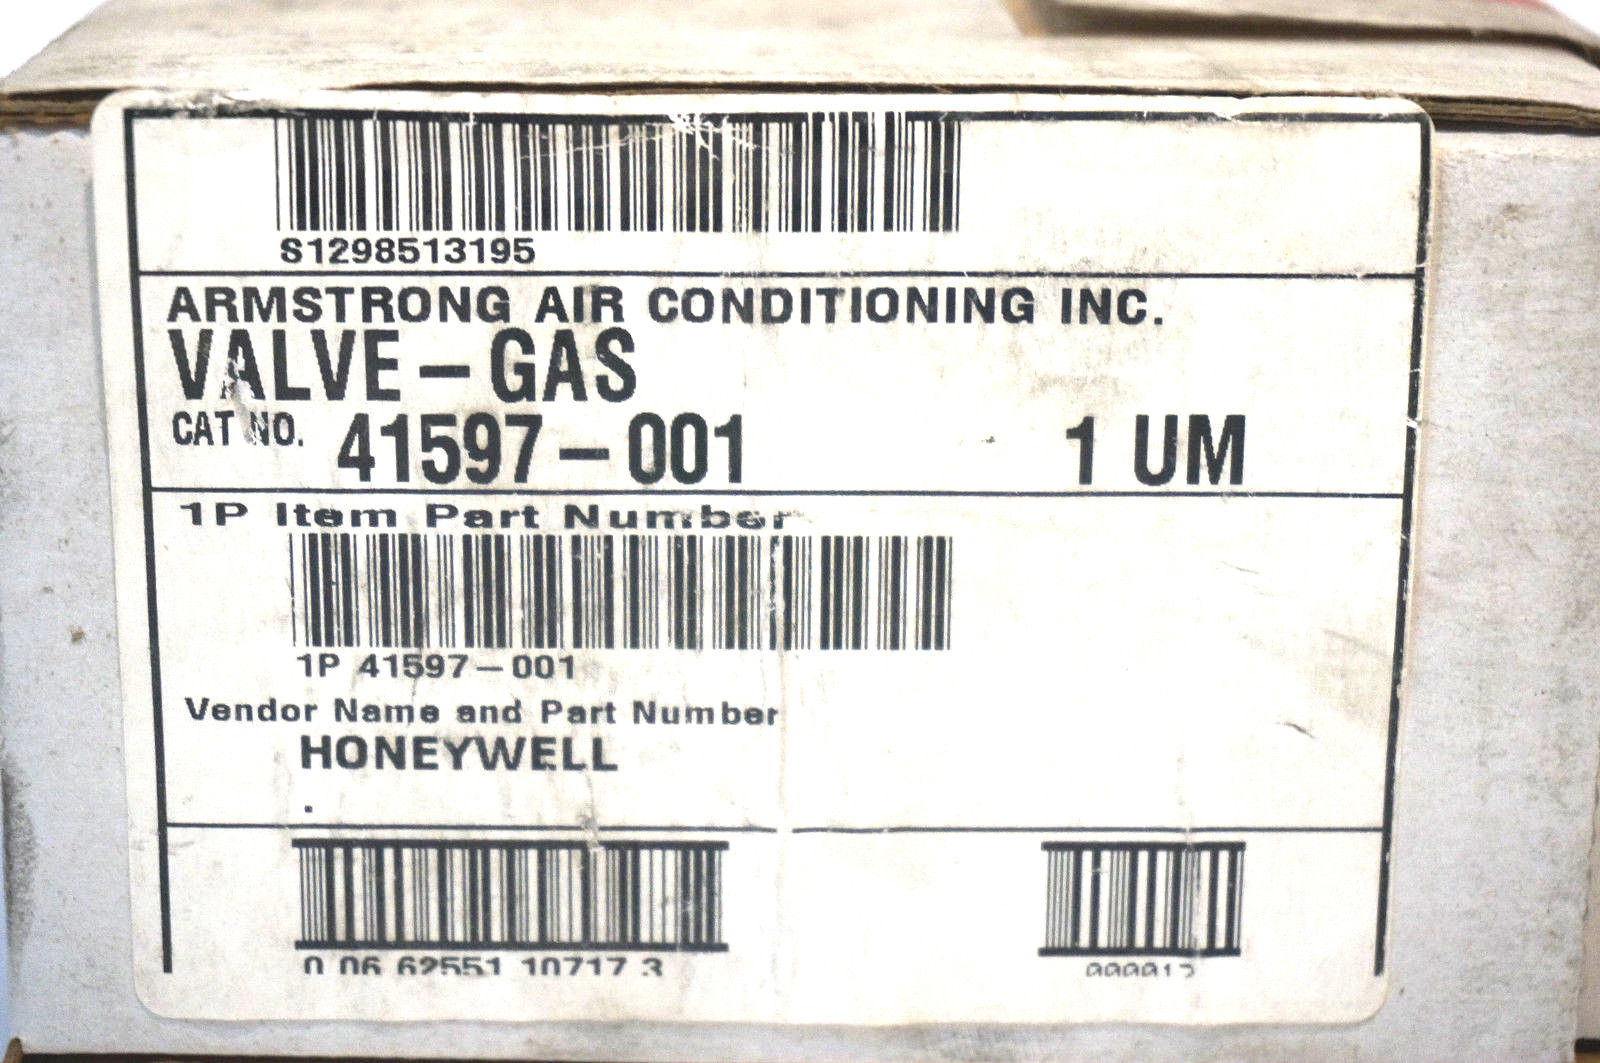 S1298513195
ARMSTRONG AIR CONDITIONING INC.
VALVE-GAS
CAT NO. 41597-001 1 UM
1P Item Part Number
1P 41597-001
Vendor Name and Part Number
HONEYWELL
.
0 06 62551 10717 3